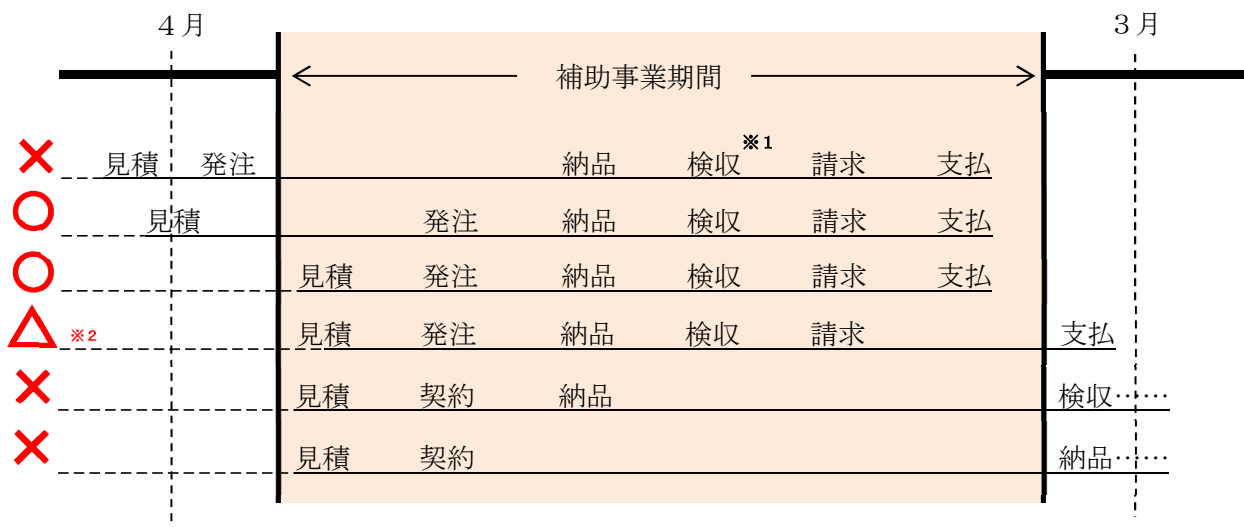 ４月 ３月
補助事業期間
× 見積 発注 納品 検収※1 請求 支払
○ 見積 発注 納品 検収 請求 支払
○ 見積 発注 納品 検収 請求 支払
△ ※2 見積 発注 納品 検収 請求 支払
× 見積 契約 納品 検収……
× 見積 契約 納品……